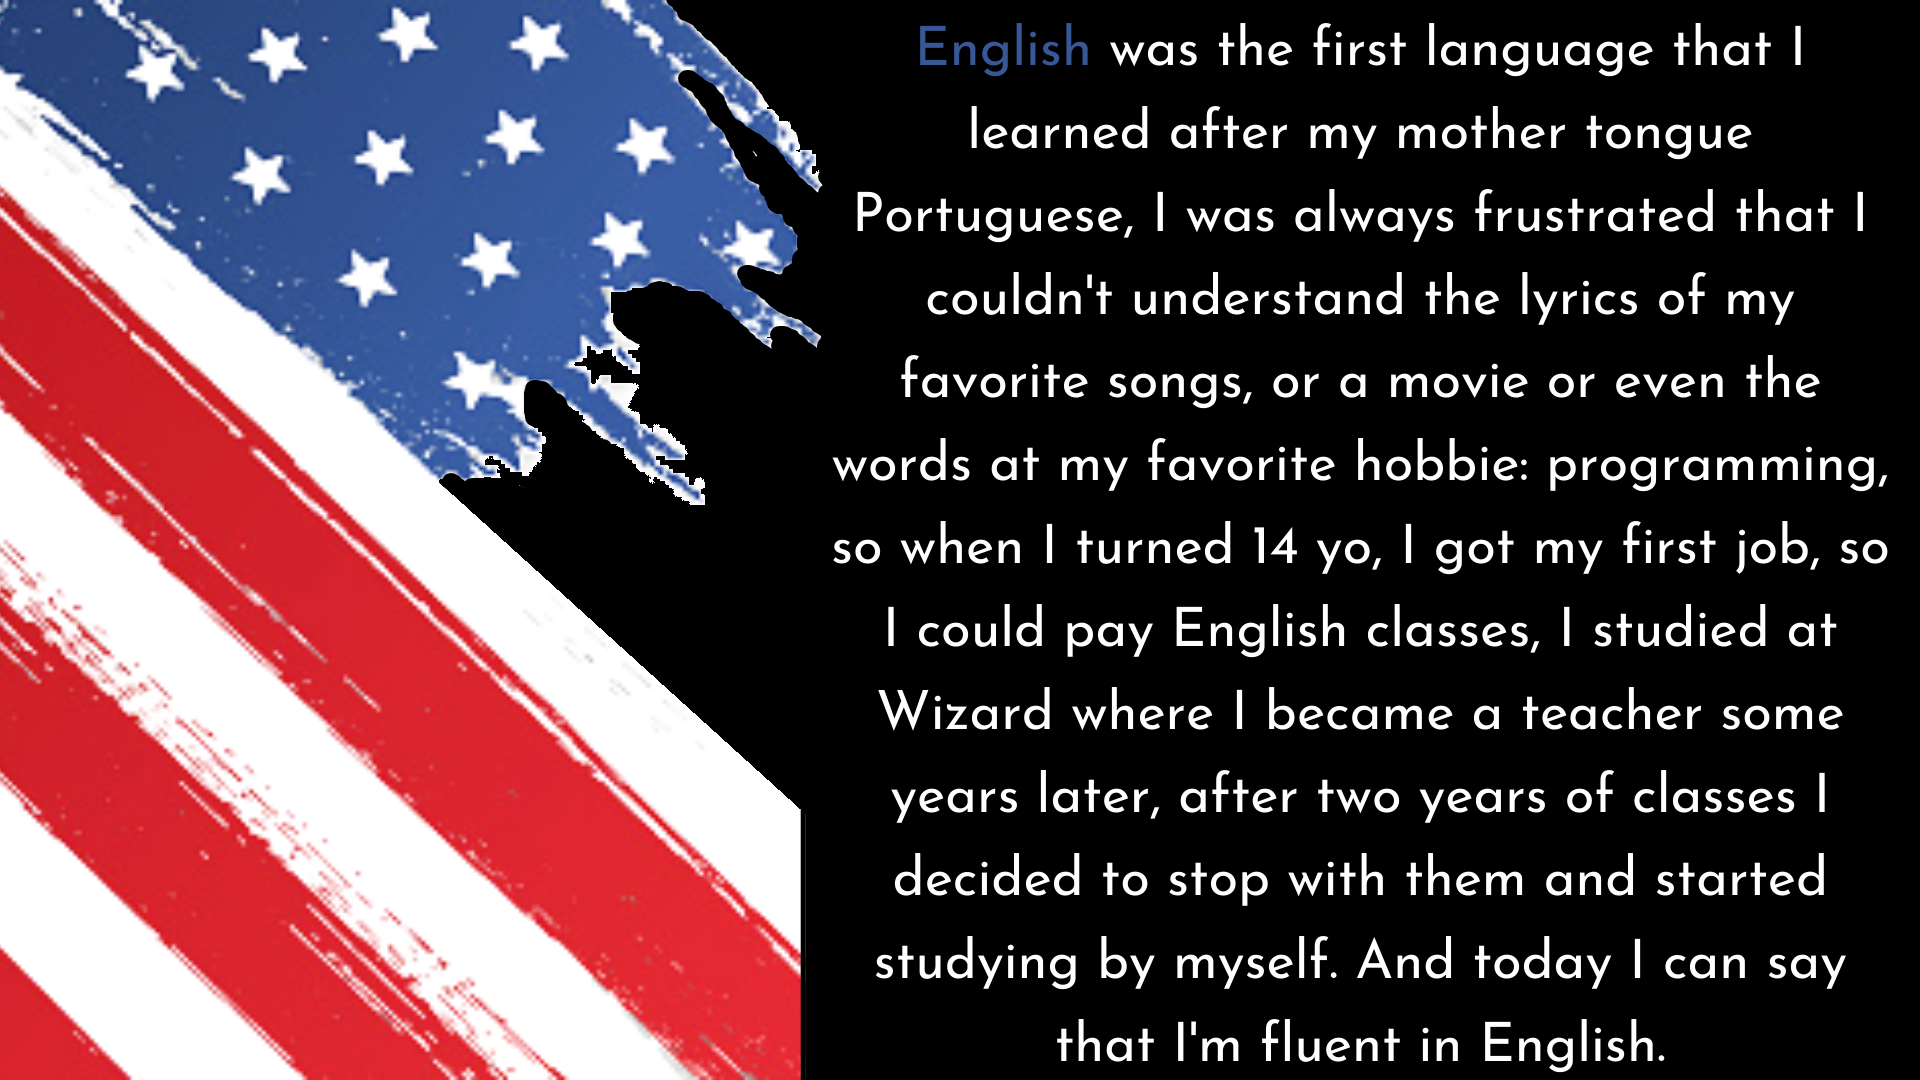 English was the first language that I
learned after my mother tongue
Portuguese, I was always frustrated that I
couldn't understand the lyrics of my
favorite songs, or a movie or even the
words at my favorite hobbie: programming,
so when I turned 14 yo, I got my first job, so
I could pay English classes, I studied at
Wizard where I became a teacher some
years later, after two years of classes I
decided to stop with them and started
studying by myself. And today I can say
that I'm fluent in English.